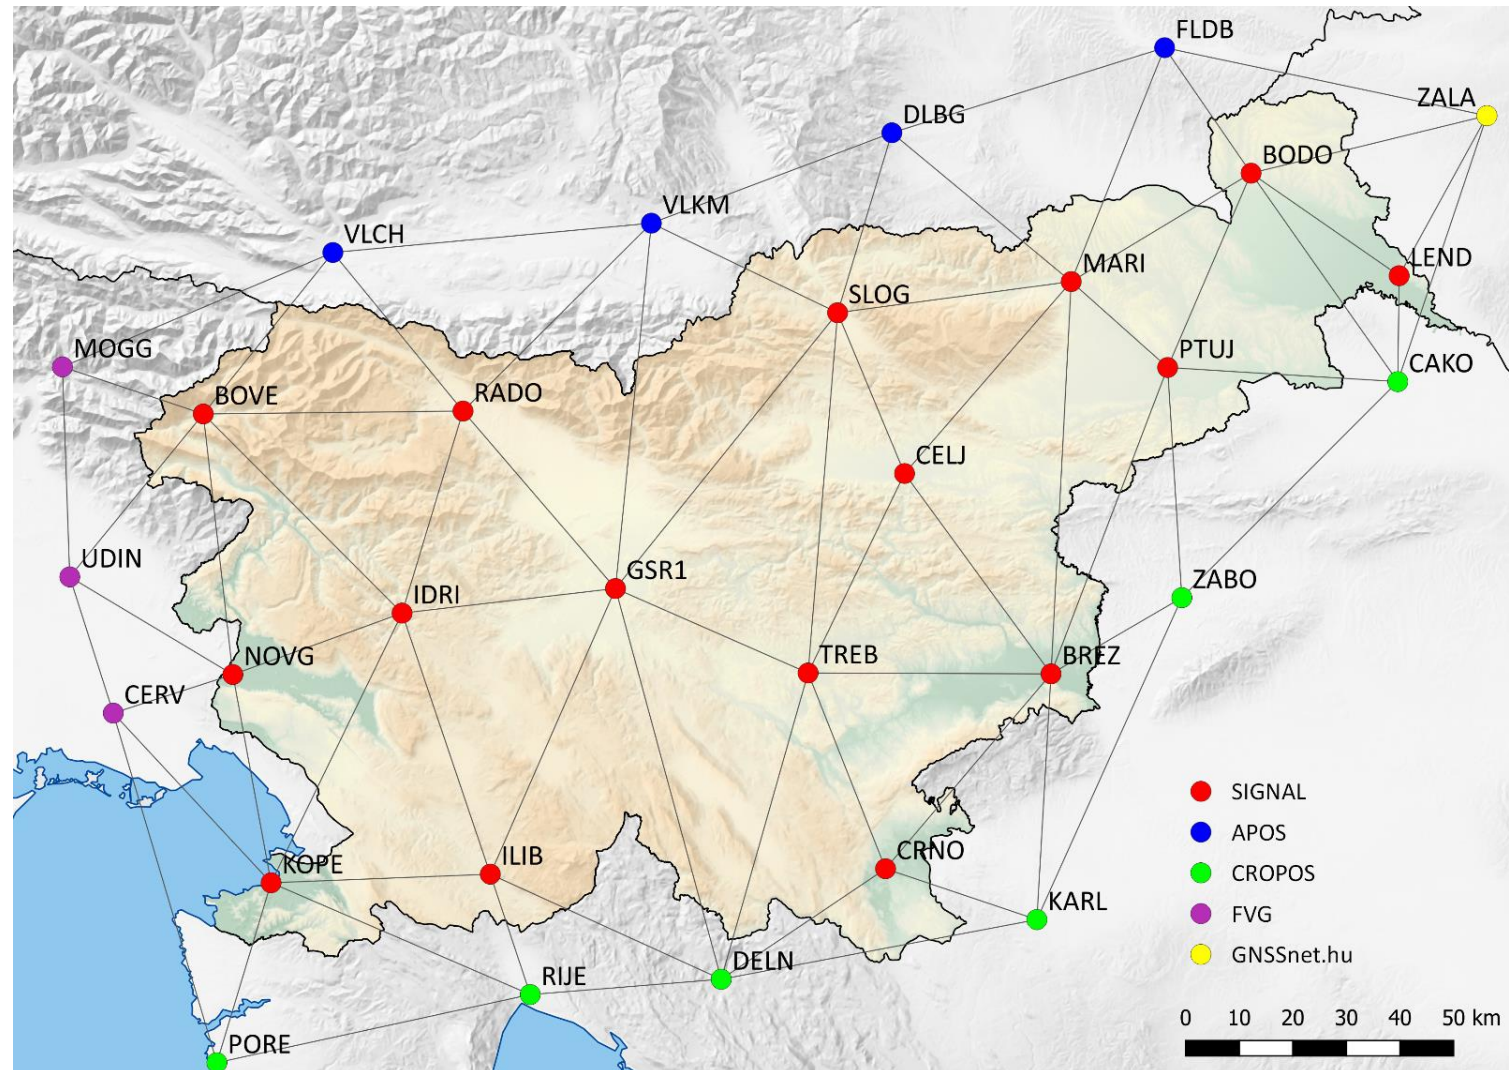 FLDB
ZALA
DLBG
BODO
VLKM
VLCH
LEND
MARI
SLOG
MOGG
PTUJ
CAKO
BOVE
RADO
CELJ
UDIN
GSR1
ZABO
IDRI
NOVG
TREB
BREZ
CERV
SIGNAL
APOS
KOPE
ILIB
CRNO
CROPOS
KARL
FVG
DELN
GNSSnet.hu
RIJE
PORE
0 10 20 30 40 50 km